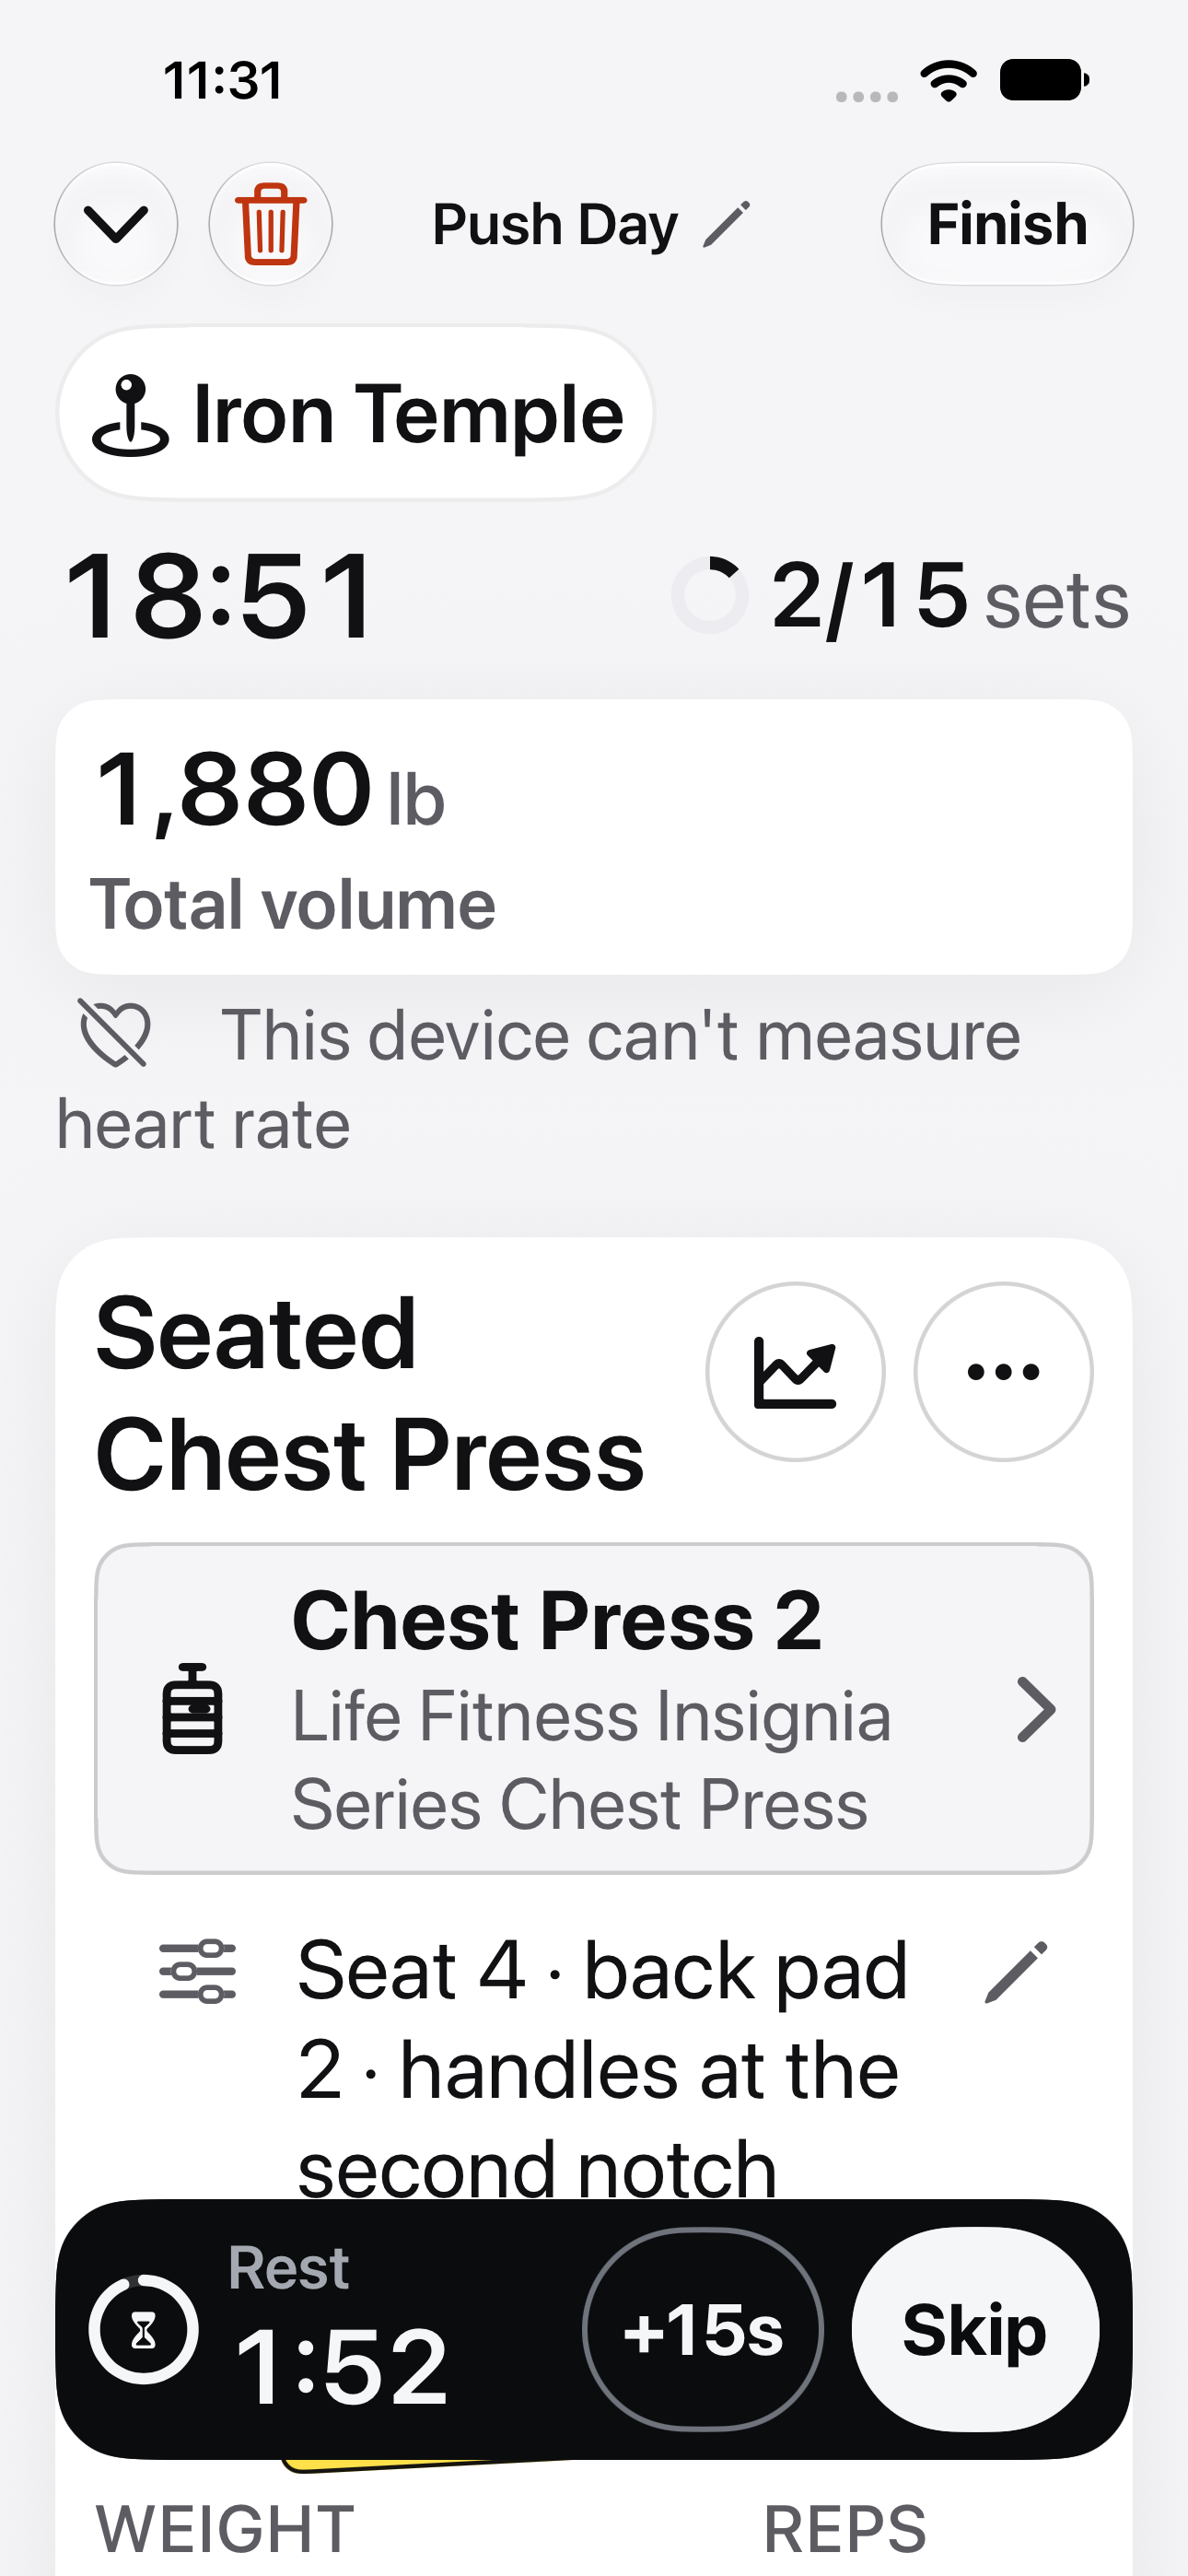 11:31
Push Day
Finish
Iron Temple
18:51
2/15 sets
1,880 lb
Total volume
This device can't measure
heart rate
Seated
Chest Press
Chest Press 2
Life Fitness Insignia
Series Chest Press
Seat 4 · back pad
2 · handles at the
second notch
Rest
1:52
+15s
Skip
WEIGHT
REPS